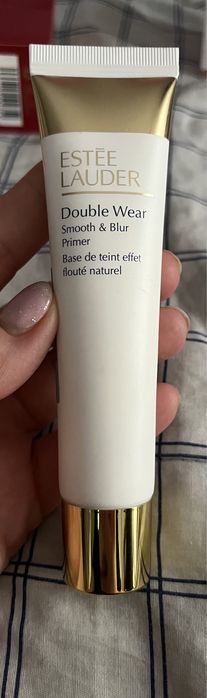 ESTĒE
LAUDER
Double Wear
Smooth & Blur
Primer
Base de teint effet
flouté naturel